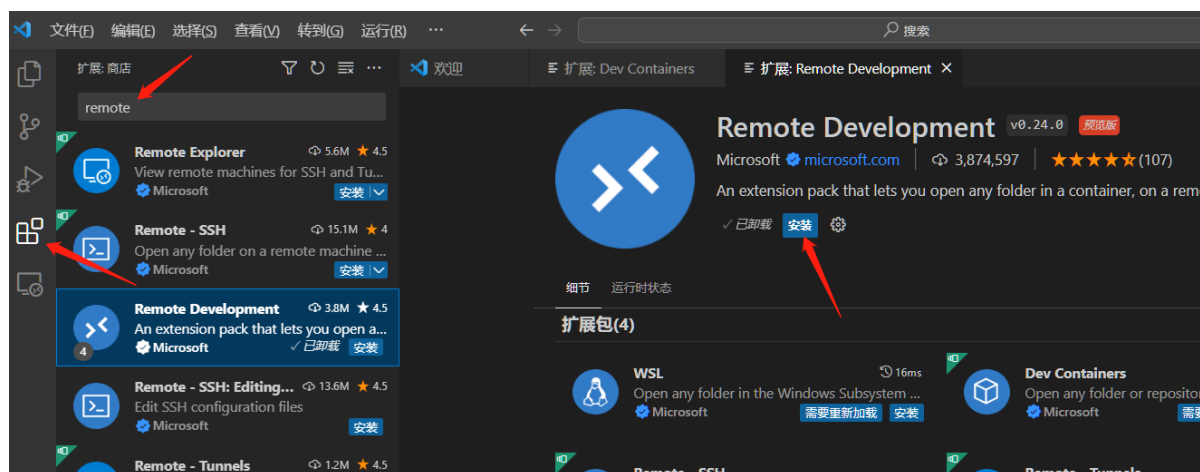 文件(F) 编辑(E) 选择(S) 查看(V) 转到(G) 运行(R) ··· 搜索
扩展: 商店
remote
Remote Explorer 5.6M 4.5
View remote machines for SSH and Tu...
Microsoft 安装
Remote - SSH 15.1M 4
Open any folder on a remote machine ...
Microsoft 安装
Remote Development 3.8M 4.5
An extension pack that lets you open a...
4 Microsoft 已卸载 安装
Remote - SSH: Editing... 13.6M 4.5
Edit SSH configuration files
Microsoft 安装
Remote - Tunnels 1.2M 4.5
欢迎 扩展: Dev Containers 扩展: Remote Development
Remote Development v0.24.0 预览版
Microsoft microsoft.com 3,874,597 (107)
An extension pack that lets you open any folder in a container, on a rem
已卸载 安装
细节 运行时状态
扩展包(4)
WSL 16ms
Open any folder in the Windows Subsystem ...
Microsoft 需要重新加载 安装
Dev Containers
Open any folder or reposito
Microsoft